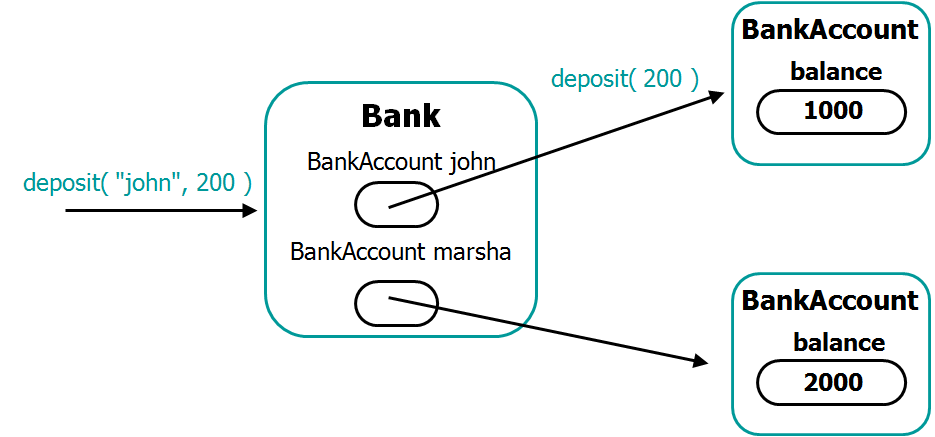 deposit( "john", 200 )
Bank
BankAccount john
BankAccount marsha
deposit( 200 )
BankAccount
balance
1000
BankAccount
balance
2000